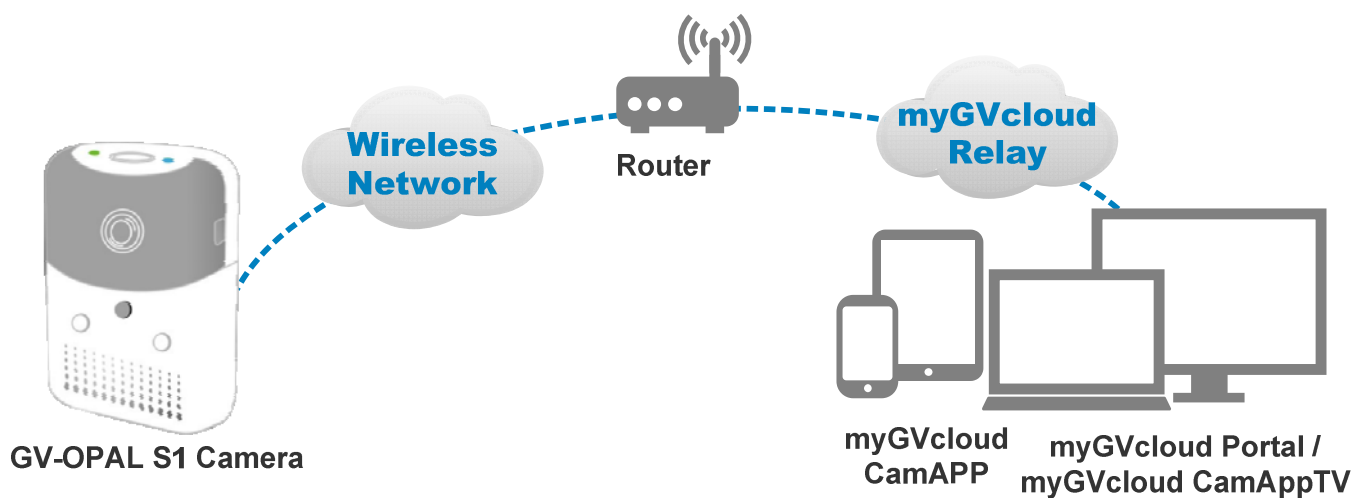 Wireless
Network
Router
myGVcloud
Relay
GV-OPAL S1 Camera
myGVcloud
CamAPP
myGVcloud Portal /
myGVcloud CamAppTV